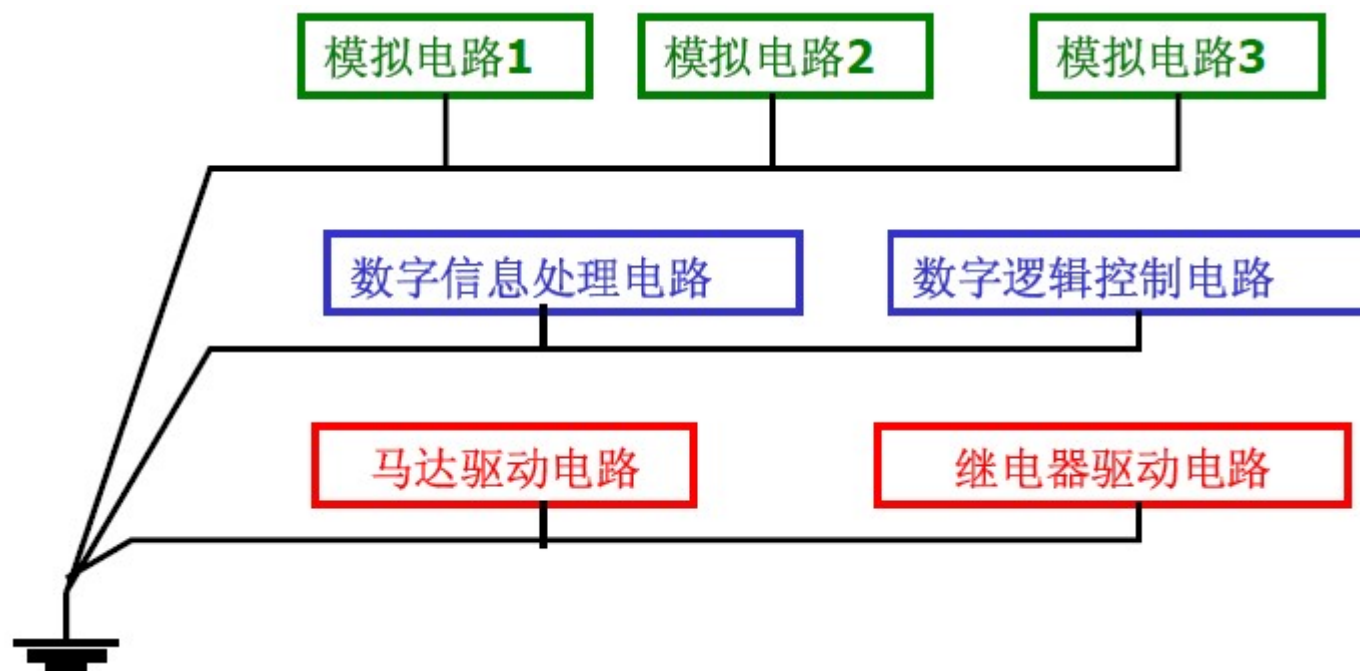 模拟电路1
模拟电路2
模拟电路3
数字信息处理电路
数字逻辑控制电路
马达驱动电路
继电器驱动电路